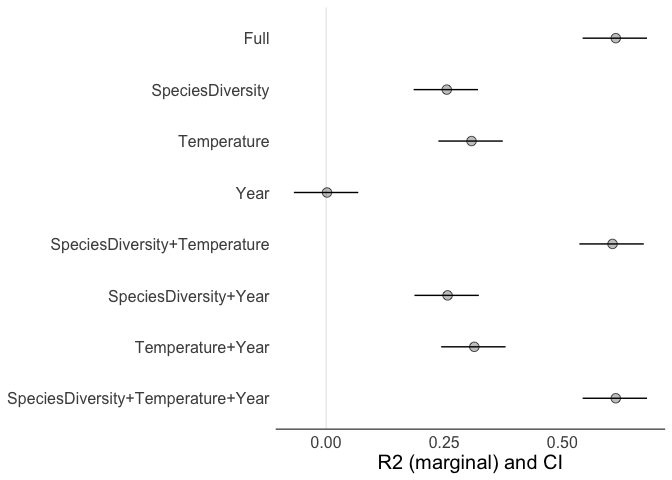 Full
SpeciesDiversity
Temperature
Year
SpeciesDiversity+Temperature
SpeciesDiversity+Year
Temperature+Year
SpeciesDiversity+Temperature+Year
0.00 0.25 0.50
R2 (marginal) and CI